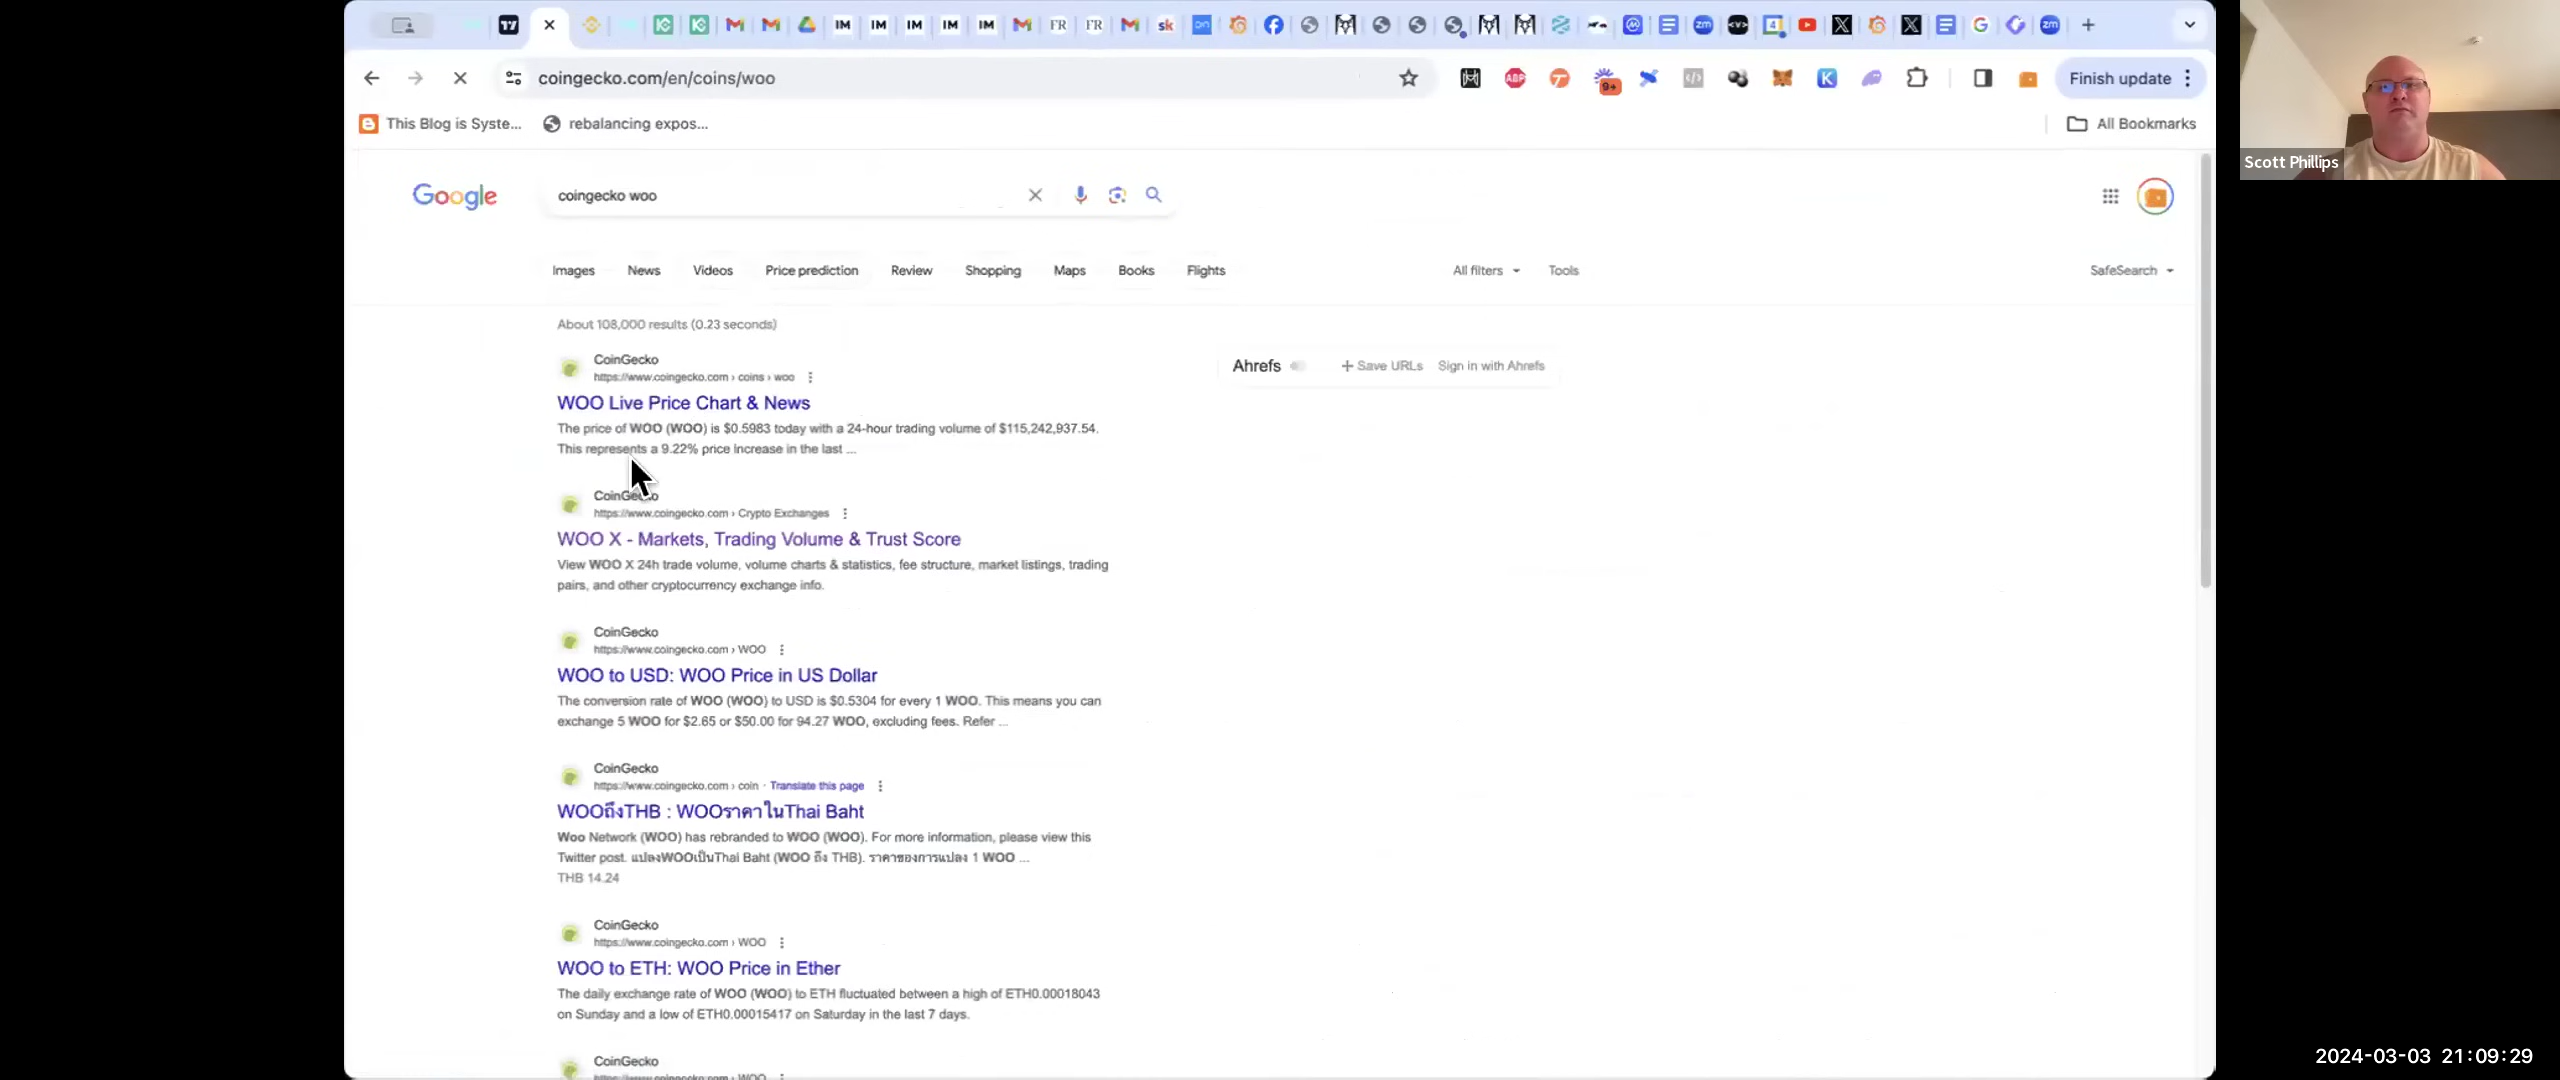 coingecko.com/en/coins/woo
9+
Finish update
This Blog is Syste...
rebalancing expos...
All Bookmarks
Google
coingecko woo
Images
News
Videos
Price prediction
Review
Shopping
Maps
Books
Flights
All filters
Tools
SafeSearch
About 108,000 results (0.23 seconds)
CoinGecko
https://www.coingecko.com › coins › woo
WOO Live Price Chart & News
The price of WOO (WOO) is $0.5983 today with a 24-hour trading volume of $115,242,937.54.
This represents a 9.22% price increase in the last ...
Ahrefs
+ Save URLs
Sign in with Ahrefs
CoinGecko
https://www.coingecko.com › Crypto Exchanges
WOO X - Markets, Trading Volume & Trust Score
View WOO X 24h trade volume, volume charts & statistics, fee structure, market listings, trading
pairs, and other cryptocurrency exchange info.
CoinGecko
https://www.coingecko.com › WOO
WOO to USD: WOO Price in US Dollar
The conversion rate of WOO (WOO) to USD is $0.5304 for every 1 WOO. This means you can
exchange 5 WOO for $2.65 or $50.00 for 94.27 WOO, excluding fees. Refer ...
CoinGecko
https://www.coingecko.com › coin · Translate this page
WOOถึงTHB : WOOราคาในThai Baht
Woo Network (WOO) has rebranded to WOO (WOO). For more information, please view this
Twitter post. แปลงWOOเป็นThai Baht (WOO ถึง THB). ราคาของการแปลง 1 WOO ...
THB 14.24
CoinGecko
https://www.coingecko.com › WOO
WOO to ETH: WOO Price in Ether
The daily exchange rate of WOO (WOO) to ETH fluctuated between a high of ETH0.00018043
on Sunday and a low of ETH0.00015417 on Saturday in the last 7 days.
CoinGecko
https://www.coingecko.com › WOO
Scott Phillips
2024-03-03 21:09:29